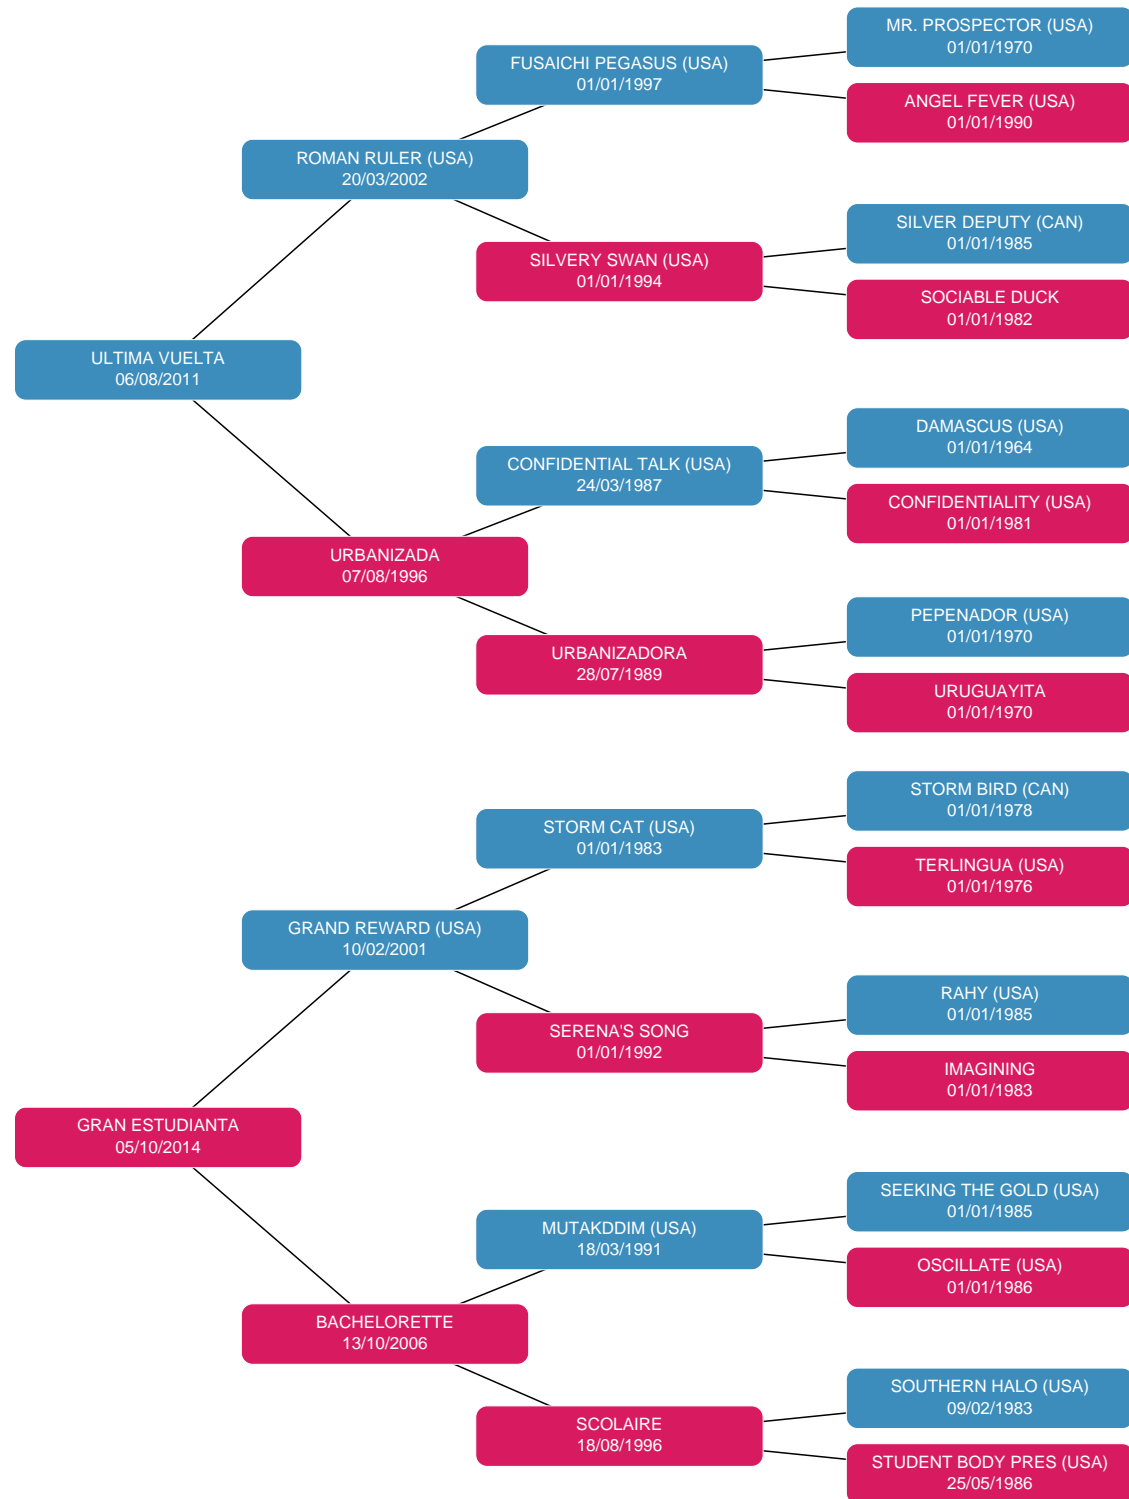 MR. PROSPECTOR (USA)
01/01/1970
FUSAICHI PEGASUS (USA)
01/01/1997
ANGEL FEVER (USA)
01/01/1990
ROMAN RULER (USA)
20/03/2002
SILVER DEPUTY (CAN)
01/01/1985
SILVERY SWAN (USA)
01/01/1994
SOCIABLE DUCK
01/01/1982
ULTIMA VUELTA
06/08/2011
DAMASCUS (USA)
01/01/1964
CONFIDENTIAL TALK (USA)
24/03/1987
CONFIDENTIALITY (USA)
01/01/1981
URBANIZADA
07/08/1996
PEPENADOR (USA)
01/01/1970
URBANIZADORA
28/07/1989
URUGUAYITA
01/01/1970
STORM BIRD (CAN)
01/01/1978
STORM CAT (USA)
01/01/1983
TERLINGUA (USA)
01/01/1976
GRAND REWARD (USA)
10/02/2001
RAHY (USA)
01/01/1985
SERENA'S SONG
01/01/1992
IMAGINING
01/01/1983
GRAN ESTUDIANTA
05/10/2014
SEEKING THE GOLD (USA)
01/01/1985
MUTAKDDIM (USA)
18/03/1991
OSCILLATE (USA)
01/01/1986
BACHELORETTE
13/10/2006
SOUTHERN HALO (USA)
09/02/1983
SCOLAIRE
18/08/1996
STUDENT BODY PRES (USA)
25/05/1986